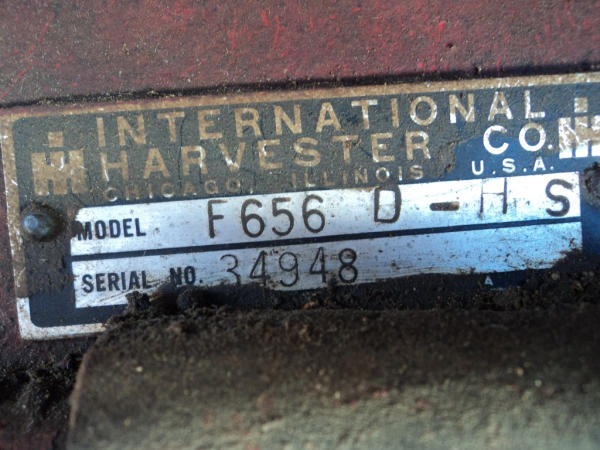 INTERNATIONAL
HARVESTER CO.
CHICAGO, ILLINOIS U.S.A.
MODEL F656 D-H S
SERIAL NO. 34948